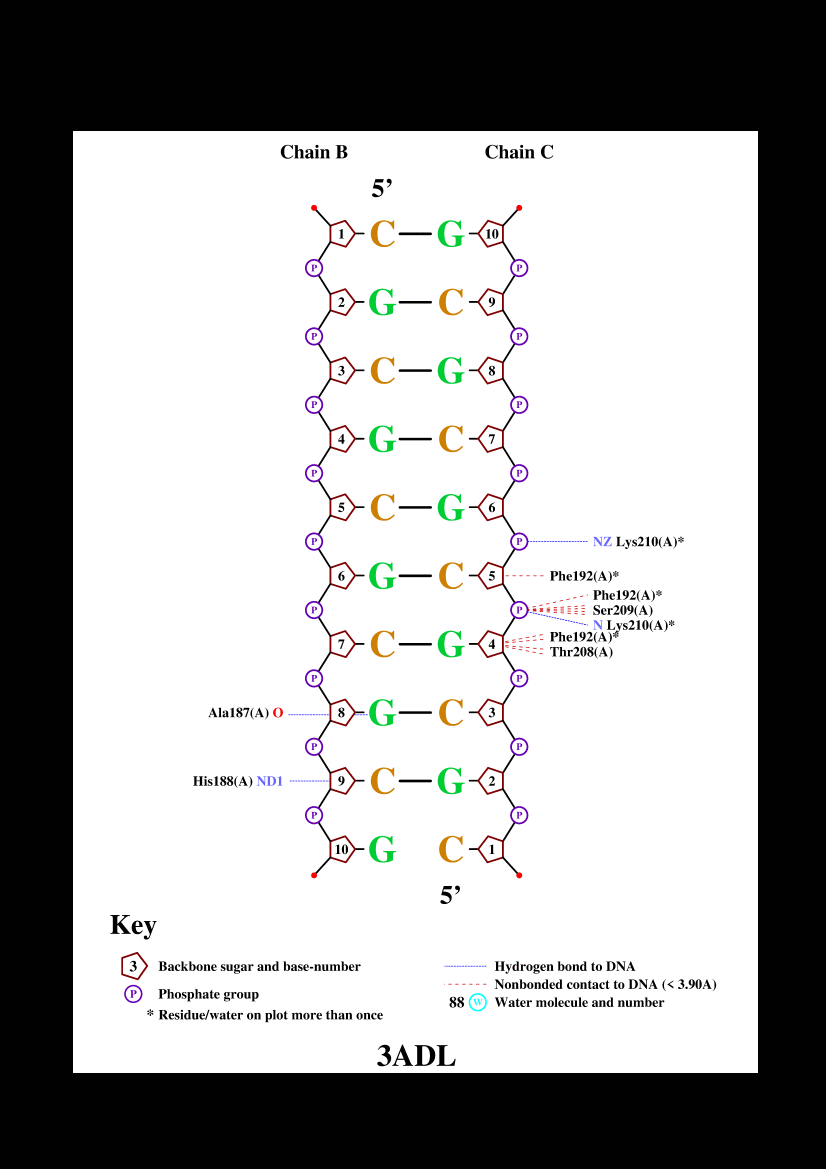 Chain B Chain C
5’
1 C G 10
P P
2 G C 9
P P
3 C G 8
P P
4 G C 7
P P
5 C G 6
P P NZ Lys210(A)*
6 G C 5 Phe192(A)*
Phe192(A)*
P P Ser209(A)
N Lys210(A)*
Phe192(A)*
7 C G 4
Thr208(A)
P P
Ala187(A) O 8 G C 3
P P
His188(A) ND1 9 C G 2
P P
10 G C 1
5’
Key
3 Backbone sugar and base-number
P Phosphate group
* Residue/water on plot more than once
Hydrogen bond to DNA
Nonbonded contact to DNA (< 3.90A)
88 W Water molecule and number
3ADL